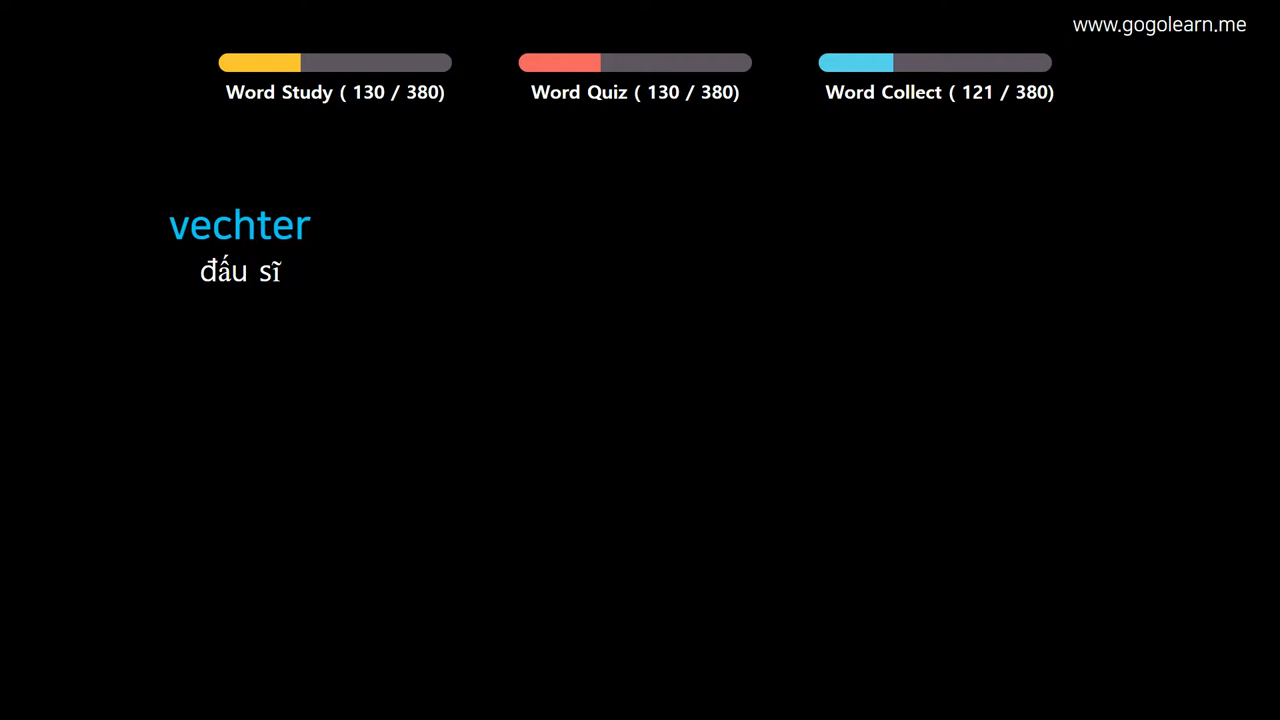 www.gogolearn.me
Word Study ( 130 / 380)
Word Quiz ( 130 / 380)
Word Collect ( 121 / 380)
vechter
đấu sĩ